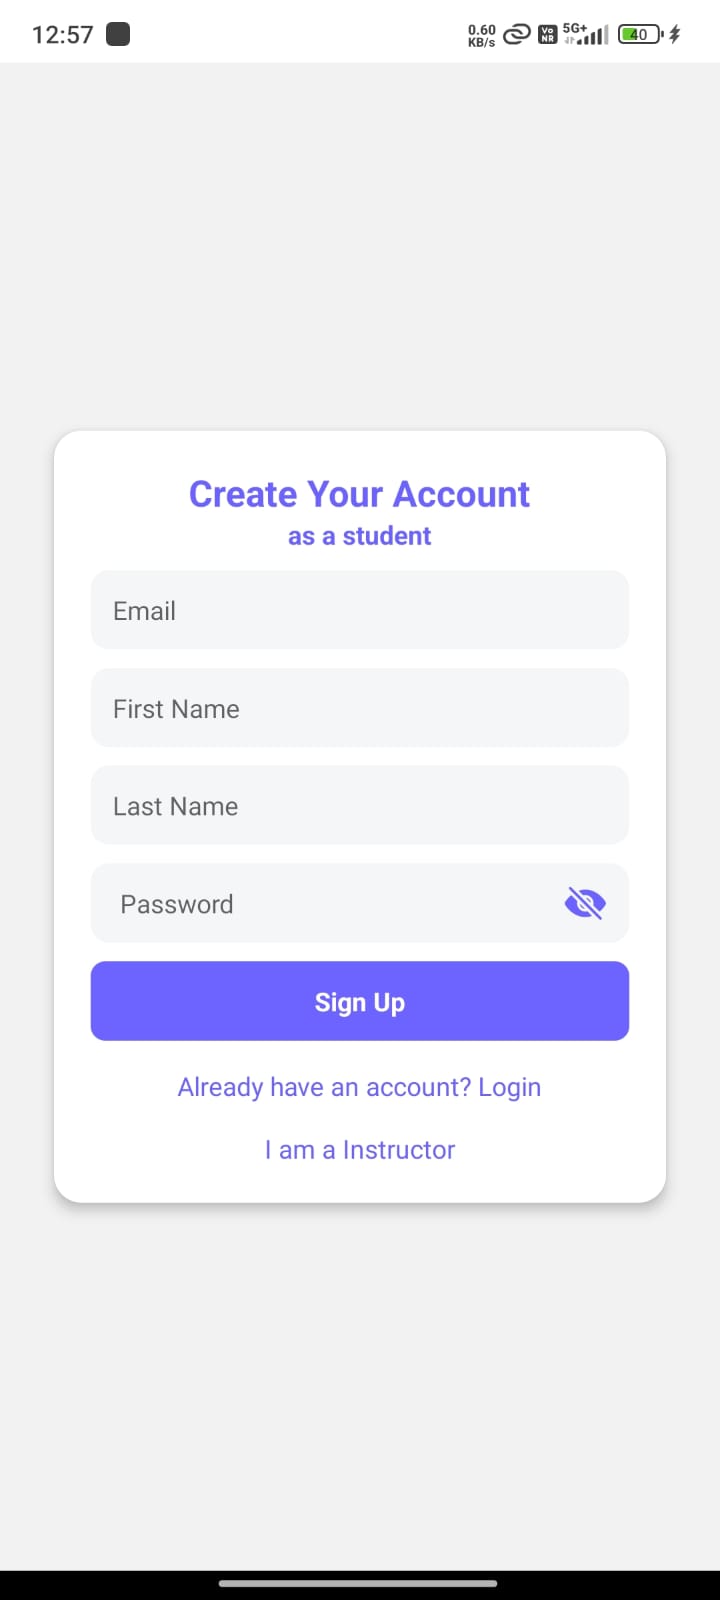 12:57
0.60
KB/s
Vo
NR
5G+
40
Create Your Account
as a student
Email
First Name
Last Name
Password
Sign Up
Already have an account? Login
I am a Instructor